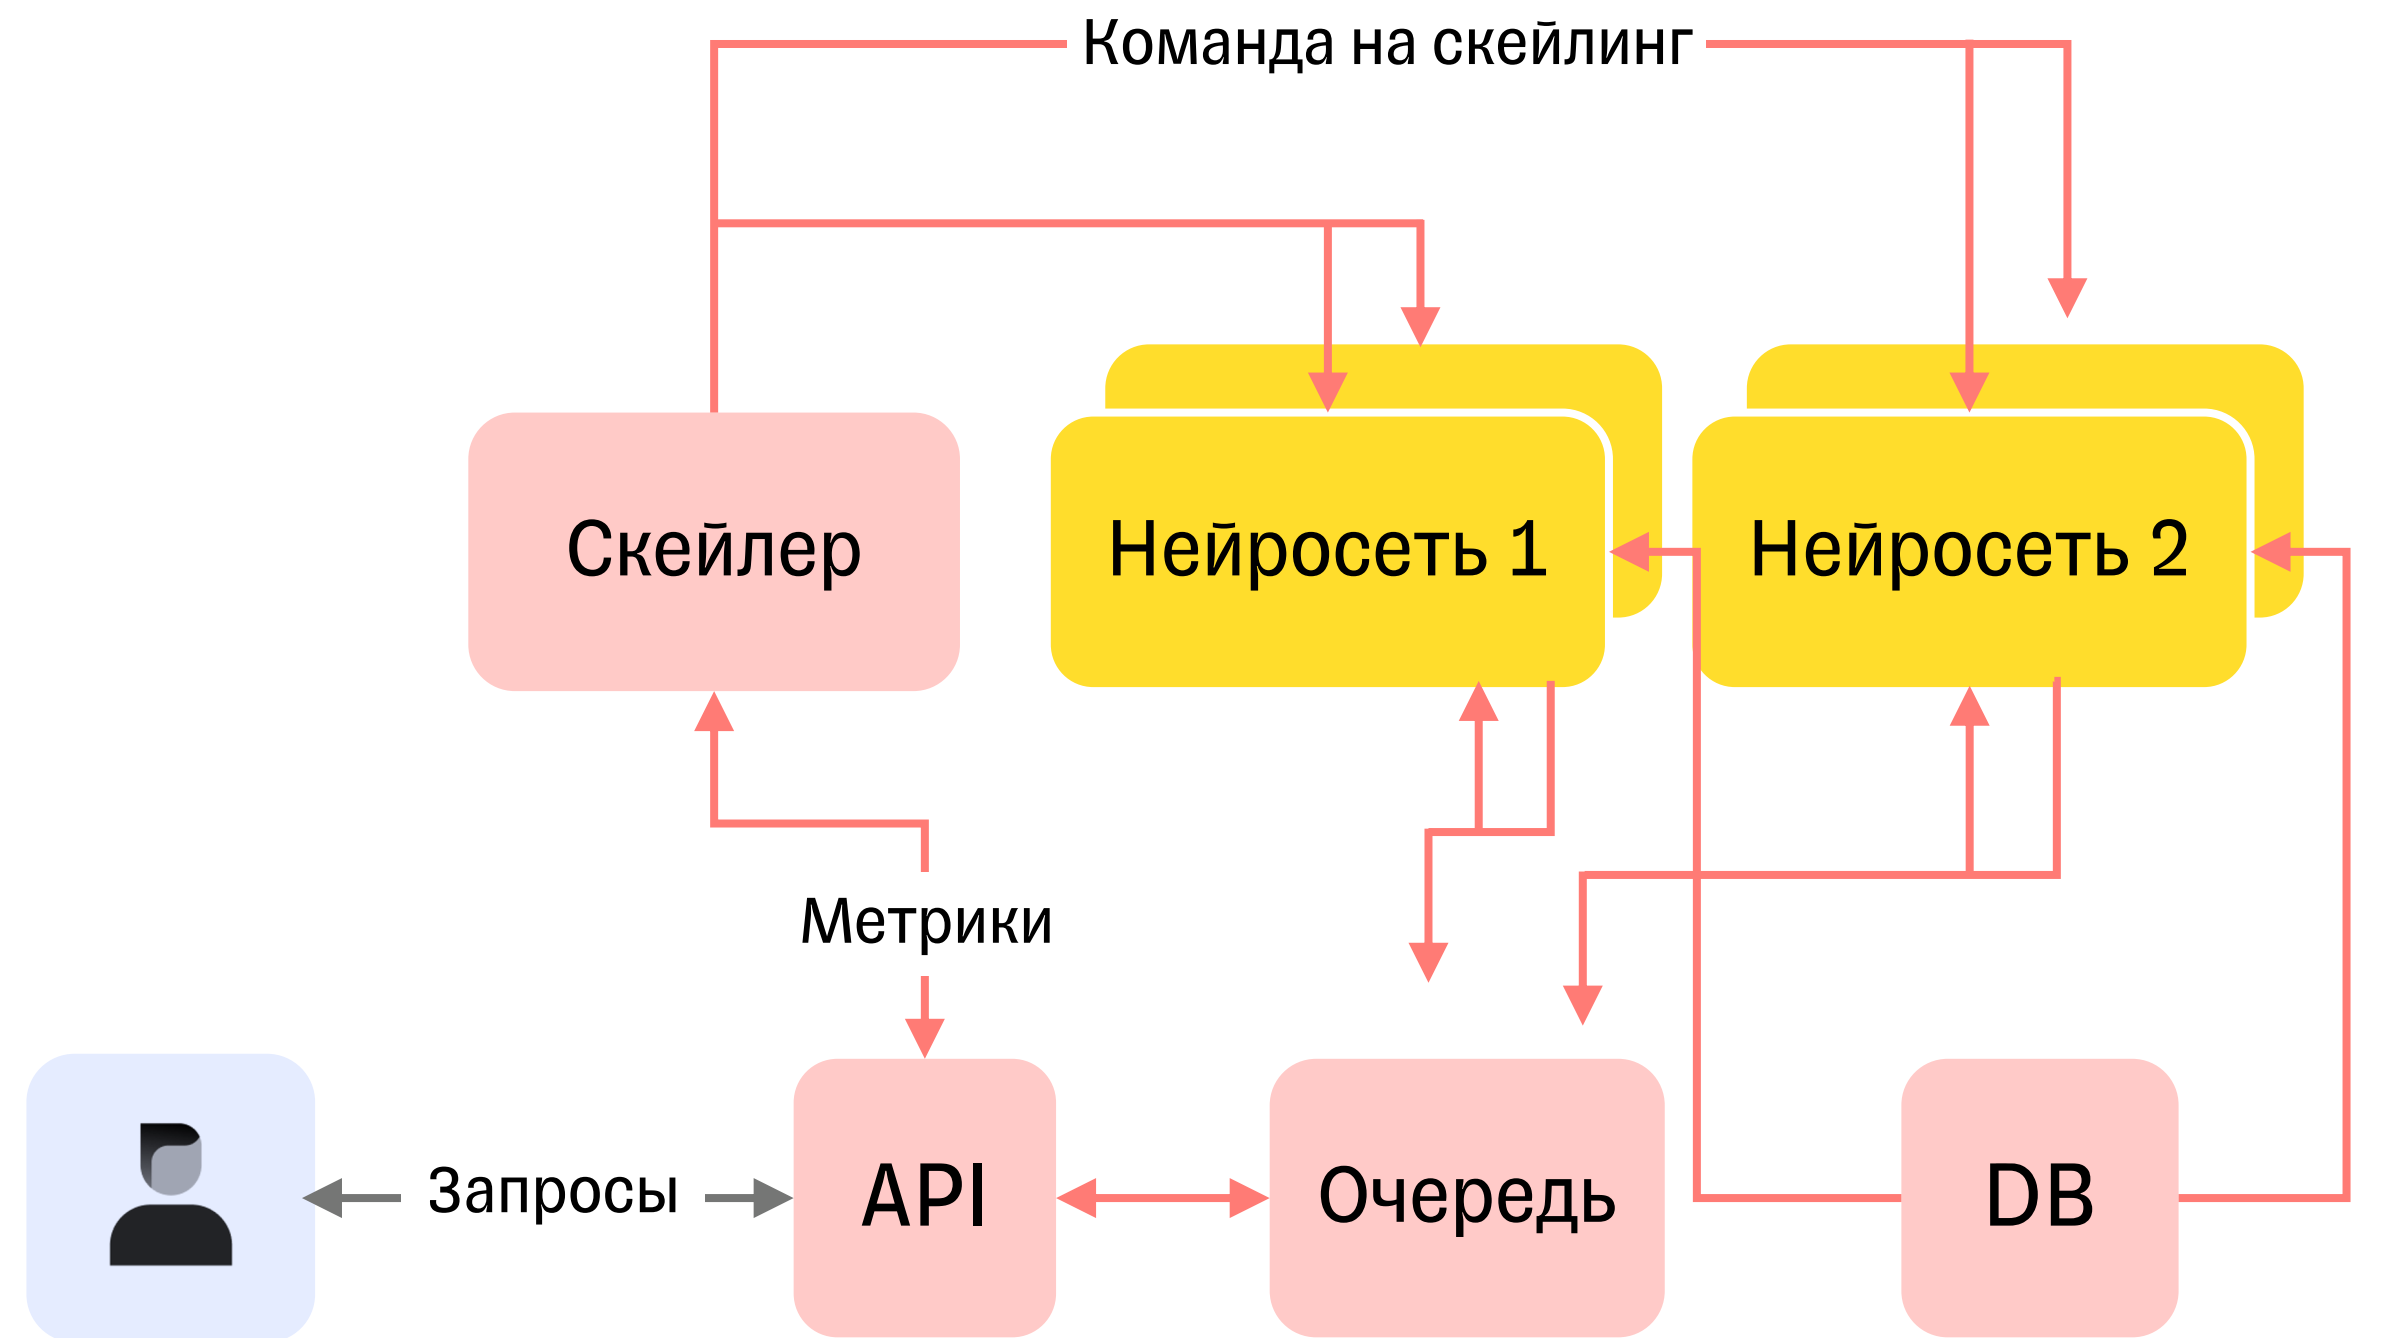 Команда на скейлинг
Скейлер
Нейросеть 1
Нейросеть 2
Метрики
Запросы
API
Очередь
DB